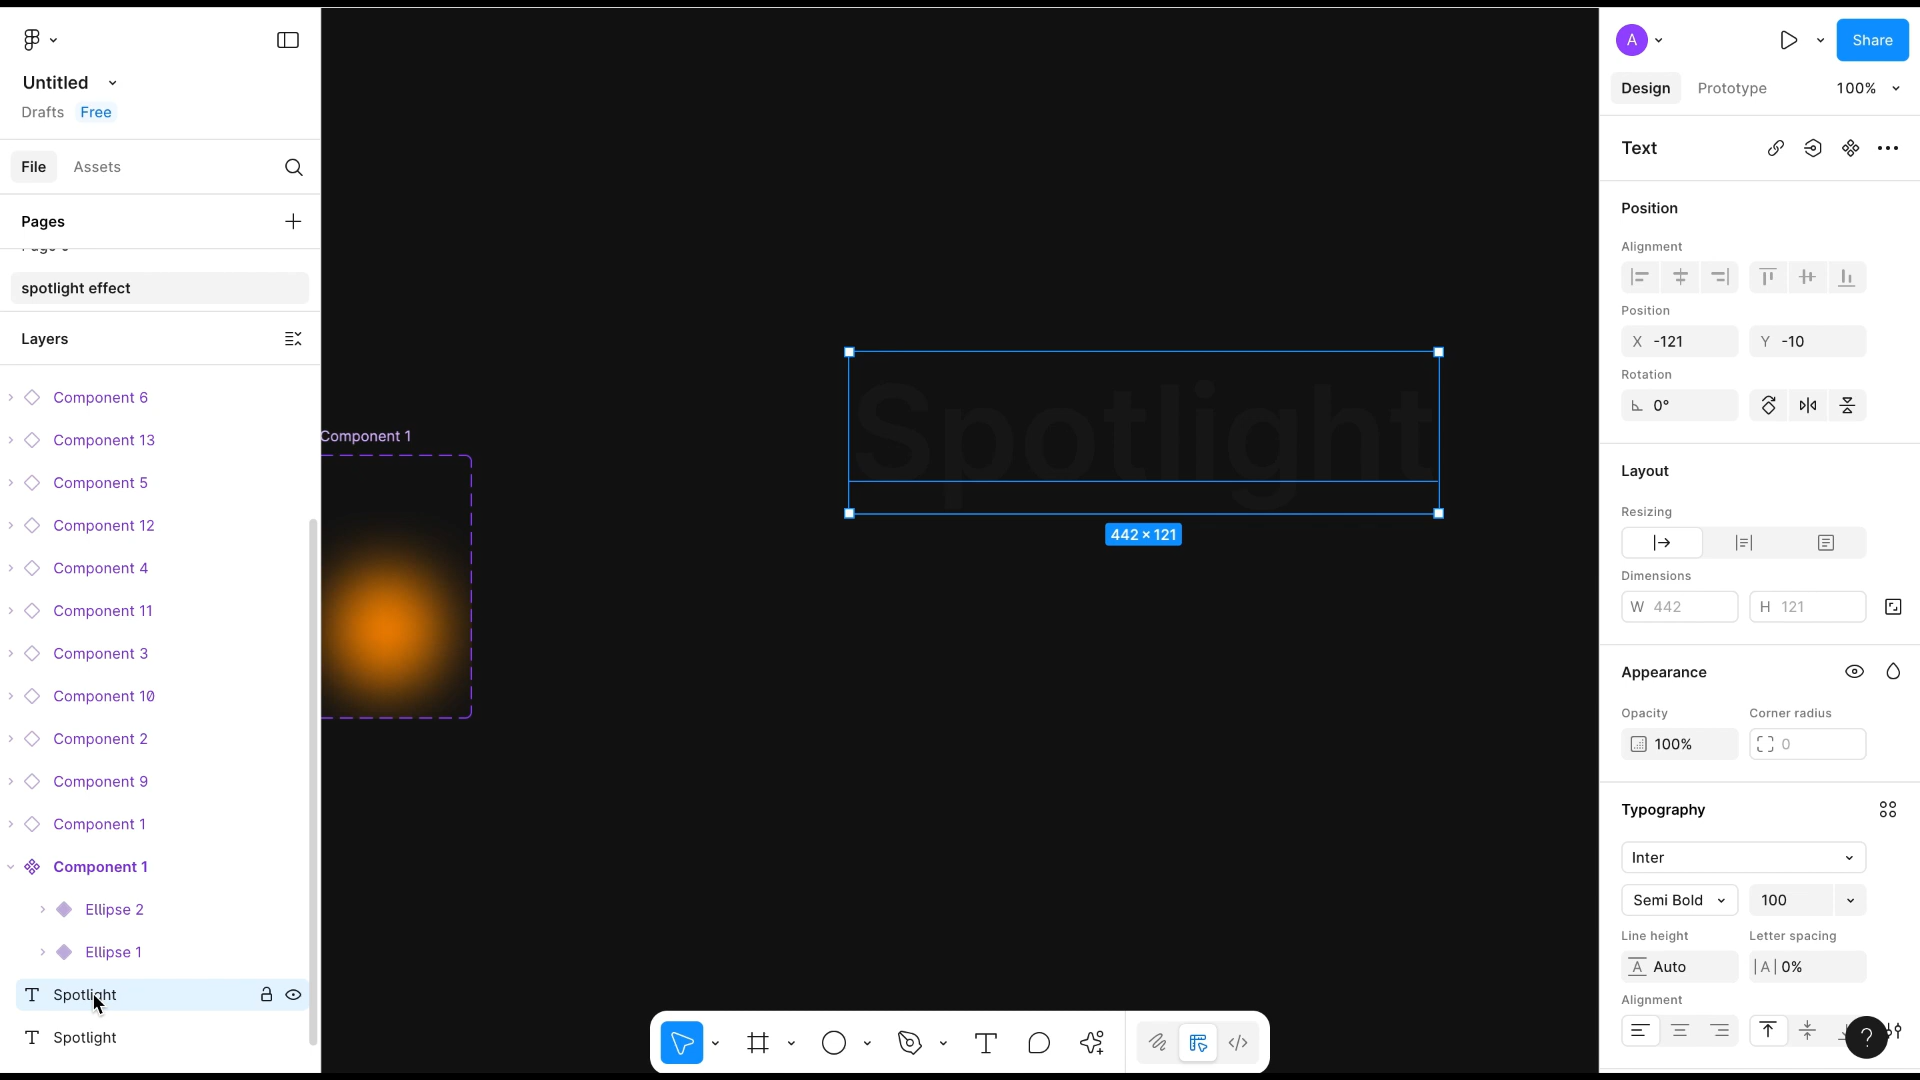 Untitled
Drafts Free
File Assets
Pages
spotlight effect
Layers
Component 6
Component 13
Component 5
Component 12
Component 4
Component 11
Component 3
Component 10
Component 2
Component 9
Component 1
Component 1
Ellipse 2
Ellipse 1
Spotlight
Spotlight
Component 1
Spotlight
442 × 121
A
Share
Design Prototype 100%
Text
Position
Alignment
Position
X -121 Y -10
Rotation
0°
Layout
Resizing
Dimensions
W 442 H 121
Appearance
Opacity Corner radius
100% 0
Typography
Inter
Semi Bold 100
Line height Letter spacing
A Auto |A| 0%
Alignment
?